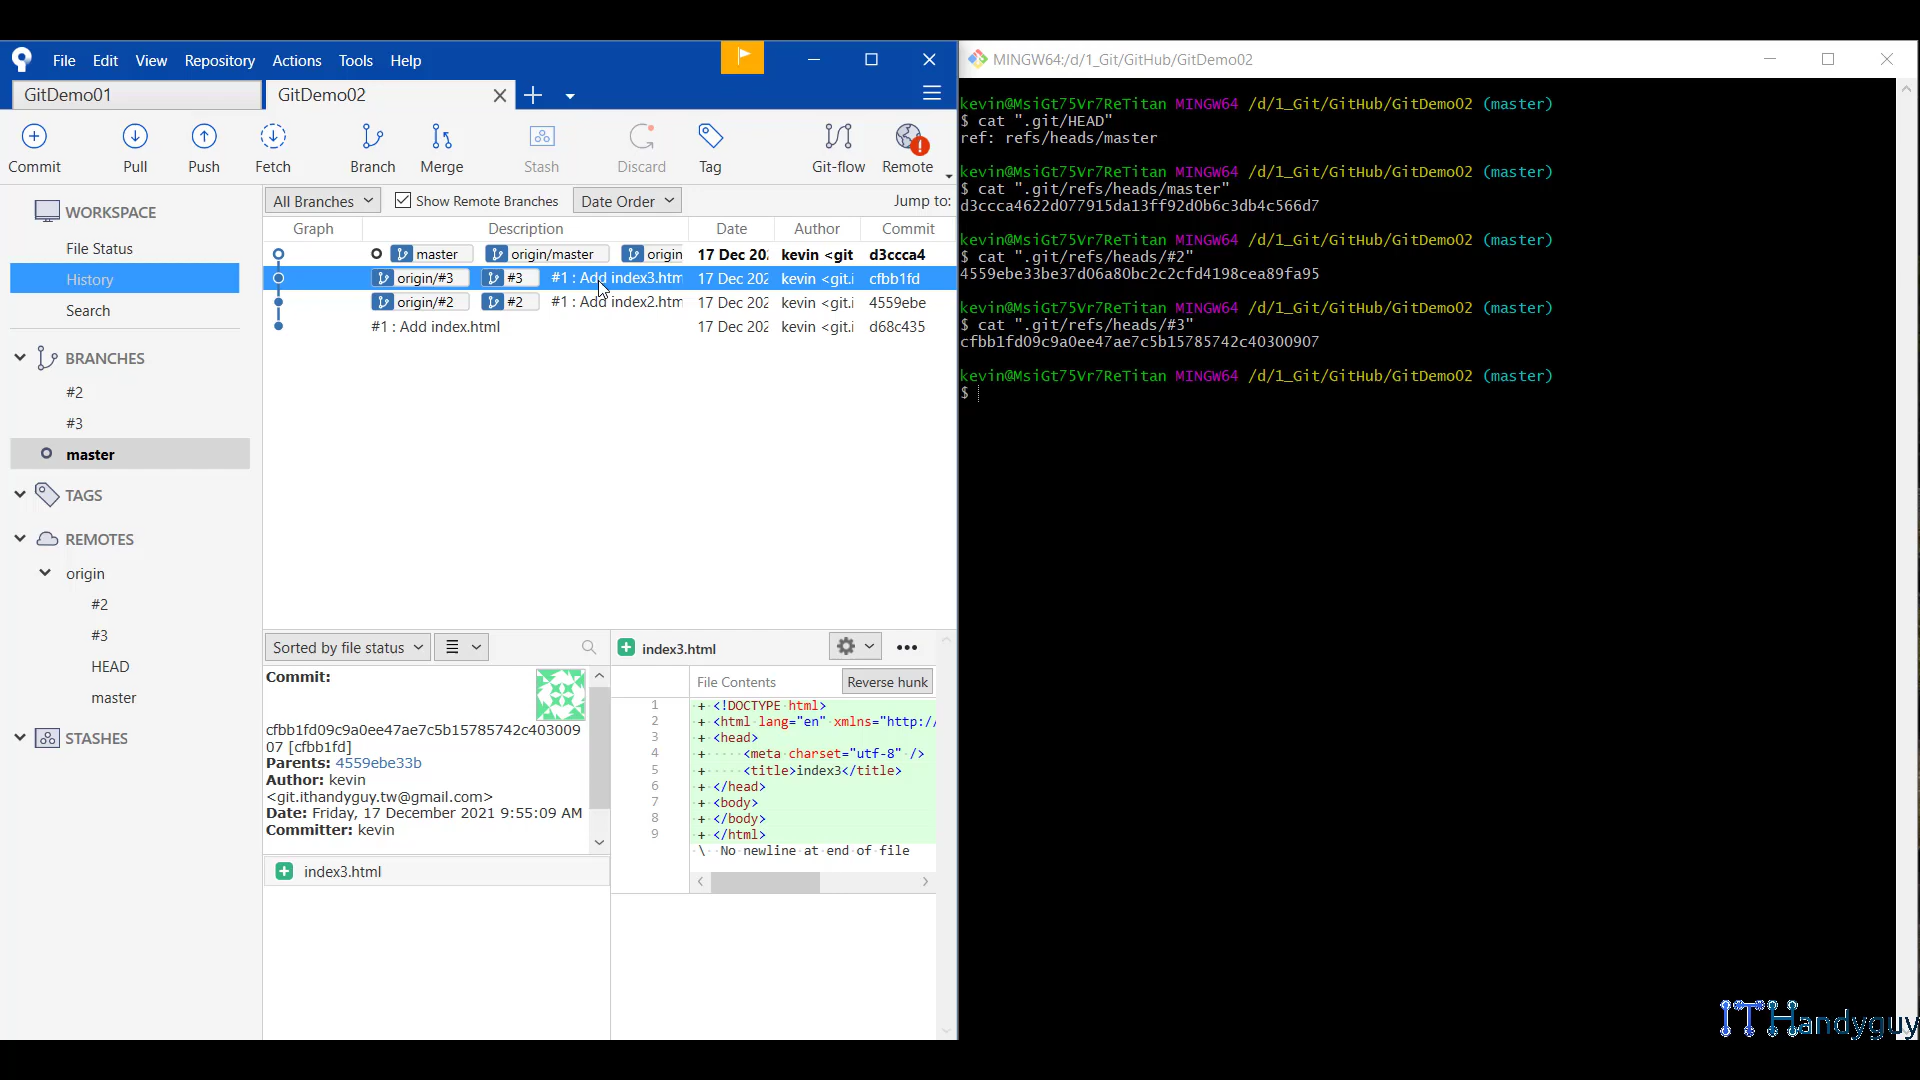 File Edit View Repository Actions Tools Help
GitDemo01
GitDemo02
Commit Pull Push Fetch Branch Merge Stash Discard Tag Git-flow Remote
WORKSPACE
File Status
History
Search
BRANCHES
#2
#3
master
TAGS
REMOTES
origin
#2
#3
HEAD
master
STASHES
All Branches Show Remote Branches Date Order Jump to:
Graph Description Date Author Commit
master origin/master origin 17 Dec 20 kevin <git d3ccca4
origin/#3 #3 #1 : Add index3.htm 17 Dec 202 kevin <git.i cfbb1fd
origin/#2 #2 #1 : Add index2.htm 17 Dec 202 kevin <git.i 4559ebe
#1 : Add index.html 17 Dec 202 kevin <git.i d68c435
Sorted by file status
Commit:
cfbb1fd09c9a0ee47ae7c5b15785742c403009
07 [cfbb1fd]
Parents: 4559ebe33b
Author: kevin
<git.ithandyguy.tw@gmail.com>
Date: Friday, 17 December 2021 9:55:09 AM
Committer: kevin
index3.html
index3.html
File Contents Reverse hunk
1 + <!DOCTYPE html>
2 + <html lang="en" xmlns="http:/
3 + <head>
4 + <meta charset="utf-8" />
5 + <title>index3</title>
6 + </head>
7 + <body>
8 + </body>
9 + </html>
\ No newline at end of file
MINGW64:/d/1_Git/GitHub/GitDemo02
kevin@MsiGt75Vr7ReTitan MINGW64 /d/1_Git/GitHub/GitDemo02 (master)
$ cat ".git/HEAD"
ref: refs/heads/master
kevin@MsiGt75Vr7ReTitan MINGW64 /d/1_Git/GitHub/GitDemo02 (master)
$ cat ".git/refs/heads/master"
d3ccca4622d077915da13ff92d0b6c3db4c566d7
kevin@MsiGt75Vr7ReTitan MINGW64 /d/1_Git/GitHub/GitDemo02 (master)
$ cat ".git/refs/heads/#2"
4559ebe33be37d06a80bc2c2cfd4198cea89fa95
kevin@MsiGt75Vr7ReTitan MINGW64 /d/1_Git/GitHub/GitDemo02 (master)
$ cat ".git/refs/heads/#3"
cfbb1fd09c9a0ee47ae7c5b15785742c40300907
kevin@MsiGt75Vr7ReTitan MINGW64 /d/1_Git/GitHub/GitDemo02 (master)
$
ITHandyguy